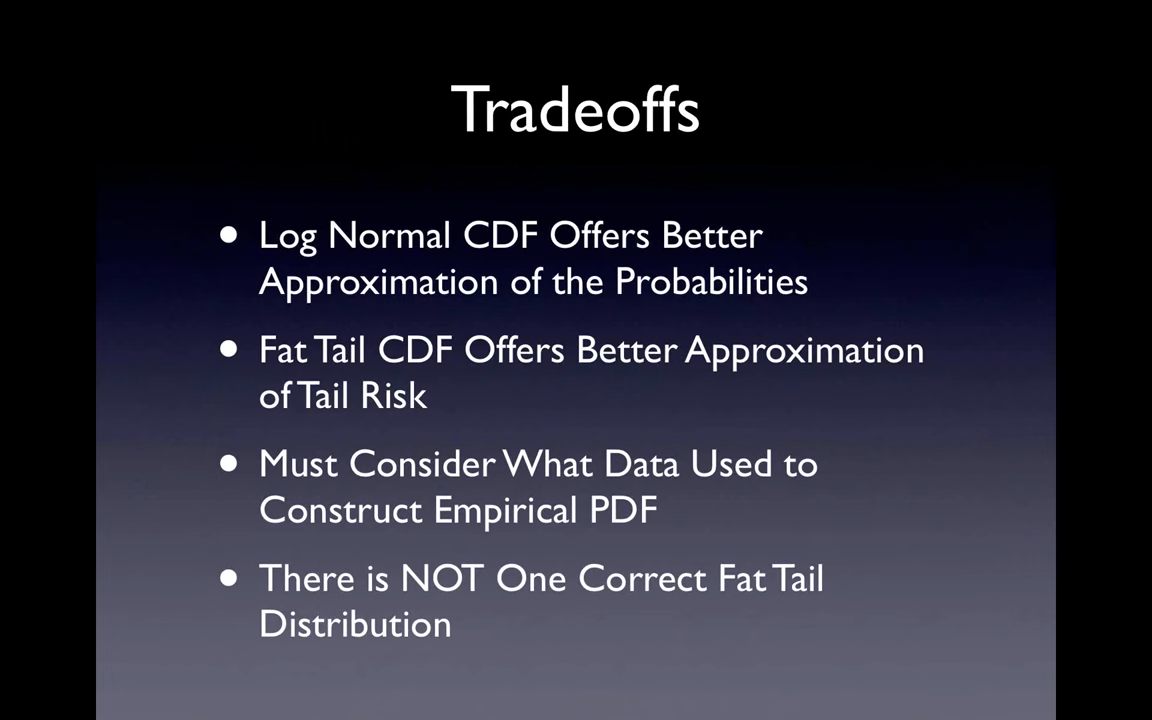 Tradeoffs
• Log Normal CDF Offers Better
Approximation of the Probabilities
• Fat Tail CDF Offers Better Approximation
of Tail Risk
• Must Consider What Data Used to
Construct Empirical PDF
• There is NOT One Correct Fat Tail
Distribution